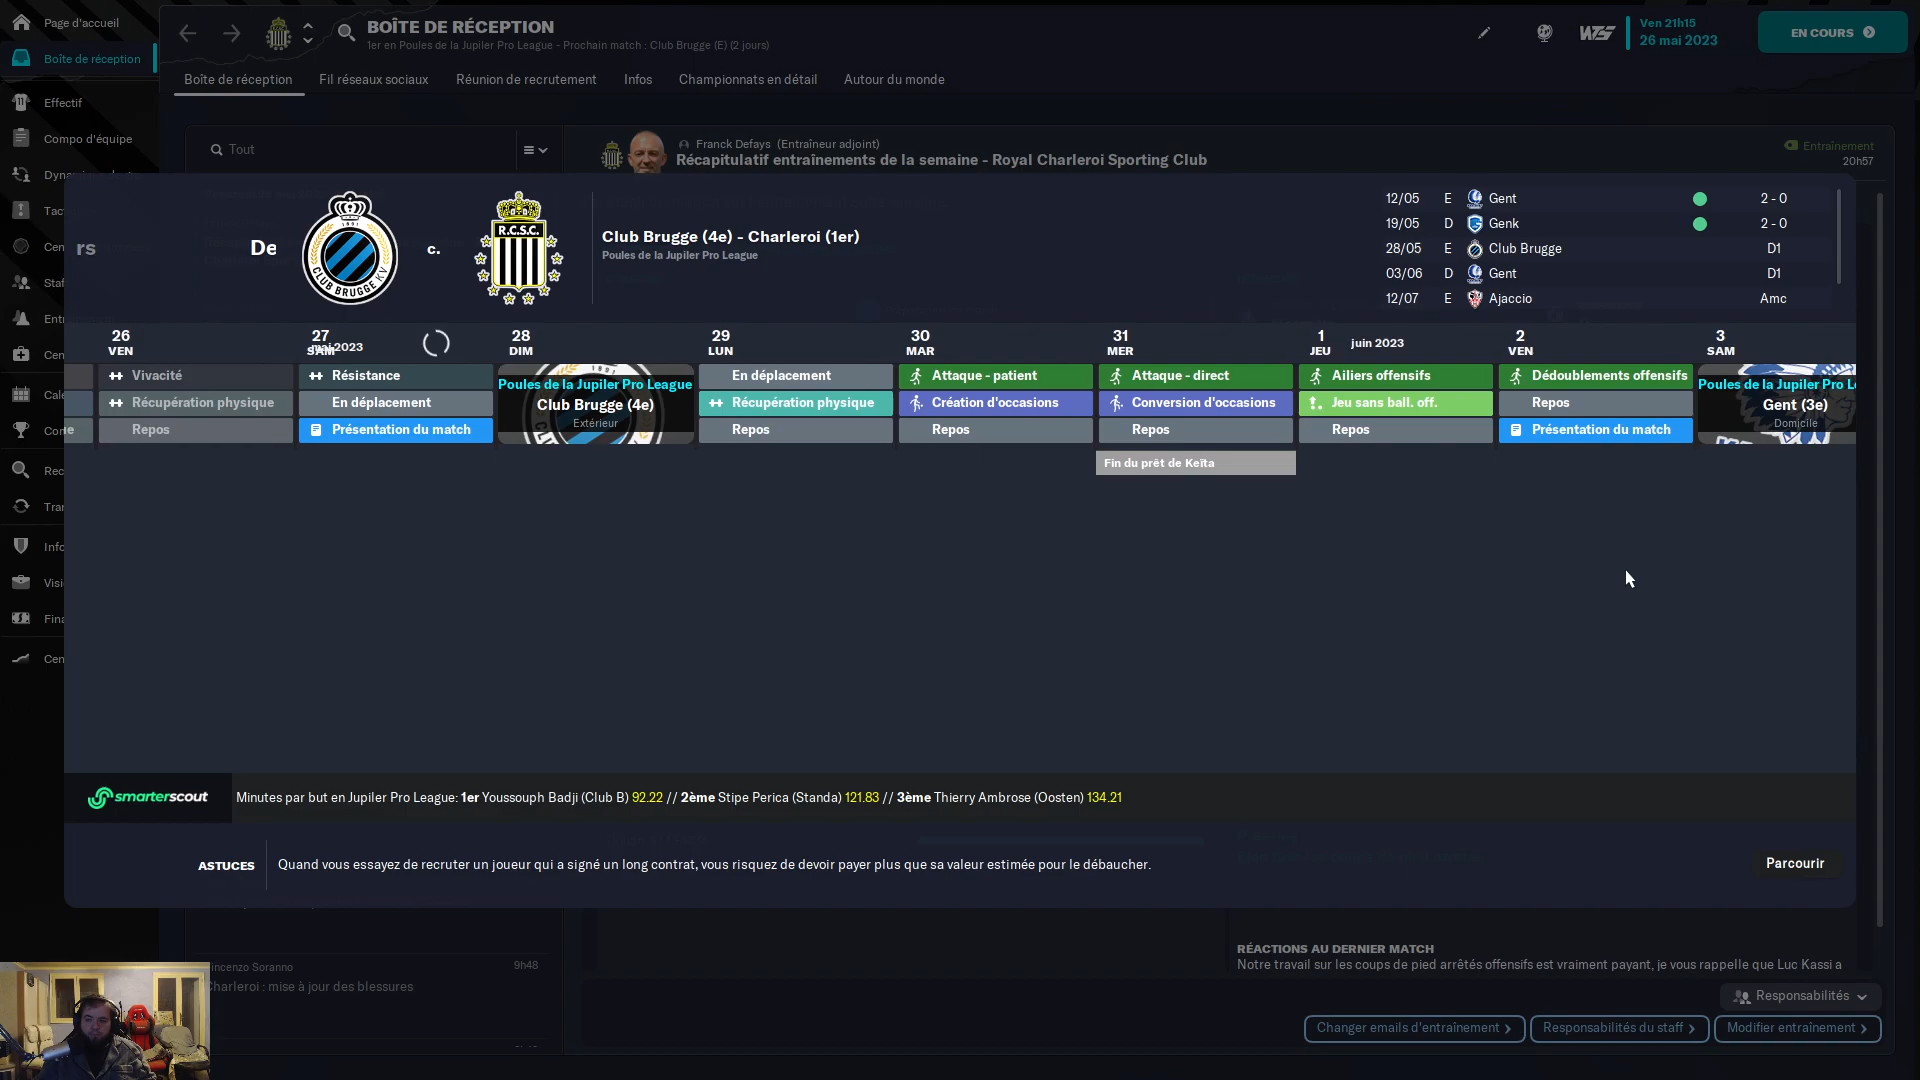 Page d'accueil
Boîte de réception
Effectif
Compo d'équipe
BOÎTE DE RÉCEPTION
1er en Poules de la Jupiler Pro League - Prochain match : Club Brugge (E) (2 jours)
Ven 21h15
26 mai 2023
EN COURS
Boîte de réception
Fil réseaux sociaux
Réunion de recrutement
Infos
Championnats en détail
Autour du monde
Tout
Franck Defays (Entraîneur adjoint)
Récapitulatif entraînements de la semaine - Royal Charleroi Sporting Club
Entraînement
20h57
rs
De
CLUB BRUGGE KV
1891
c.
R.C.S.C.
Club Brugge (4e) - Charleroi (1er)
Poules de la Jupiler Pro League
12/05 E Gent 2 - 0
19/05 D Genk 2 - 0
28/05 E Club Brugge D1
03/06 D Gent D1
12/07 E Ajaccio Amc
26 VEN
27 SAM
mai 2023
28 DIM
29 LUN
30 MAR
31 MER
1 JEU
juin 2023
2 VEN
3 SAM
Vivacité
Récupération physique
Repos
Résistance
En déplacement
Présentation du match
Poules de la Jupiler Pro League
Club Brugge (4e)
Extérieur
En déplacement
Récupération physique
Repos
Attaque - patient
Création d'occasions
Repos
Attaque - direct
Conversion d'occasions
Repos
Fin du prêt de Keïta
Ailiers offensifs
Jeu sans ball. off.
Repos
Dédoublements offensifs
Repos
Présentation du match
Poules de la Jupiler Pro Le
Gent (3e)
Domicile
smarterscout
Minutes par but en Jupiler Pro League: 1er Youssouph Badji (Club B) 92.22 // 2ème Stipe Perica (Standa) 121.83 // 3ème Thierry Ambrose (Oosten) 134.21
ASTUCES
Quand vous essayez de recruter un joueur qui a signé un long contrat, vous risquez de devoir payer plus que sa valeur estimée pour le débaucher.
Parcourir
incenzo Soranno
9h48
Charleroi : mise à jour des blessures
RÉACTIONS AU DERNIER MATCH
Notre travail sur les coups de pied arrêtés offensifs est vraiment payant, je vous rappelle que Luc Kassi a
Responsabilités
Changer emails d'entraînement
Responsabilités du staff
Modifier entraînement